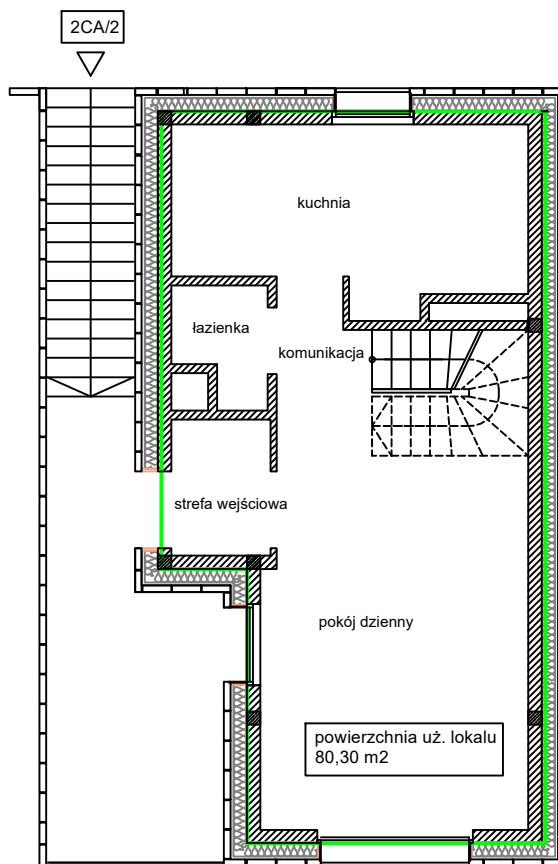 2CA/2
kuchnia
łazienka
komunikacja
strefa wejściowa
pokój dzienny
powierzchnia uż. lokalu
80,30 m2